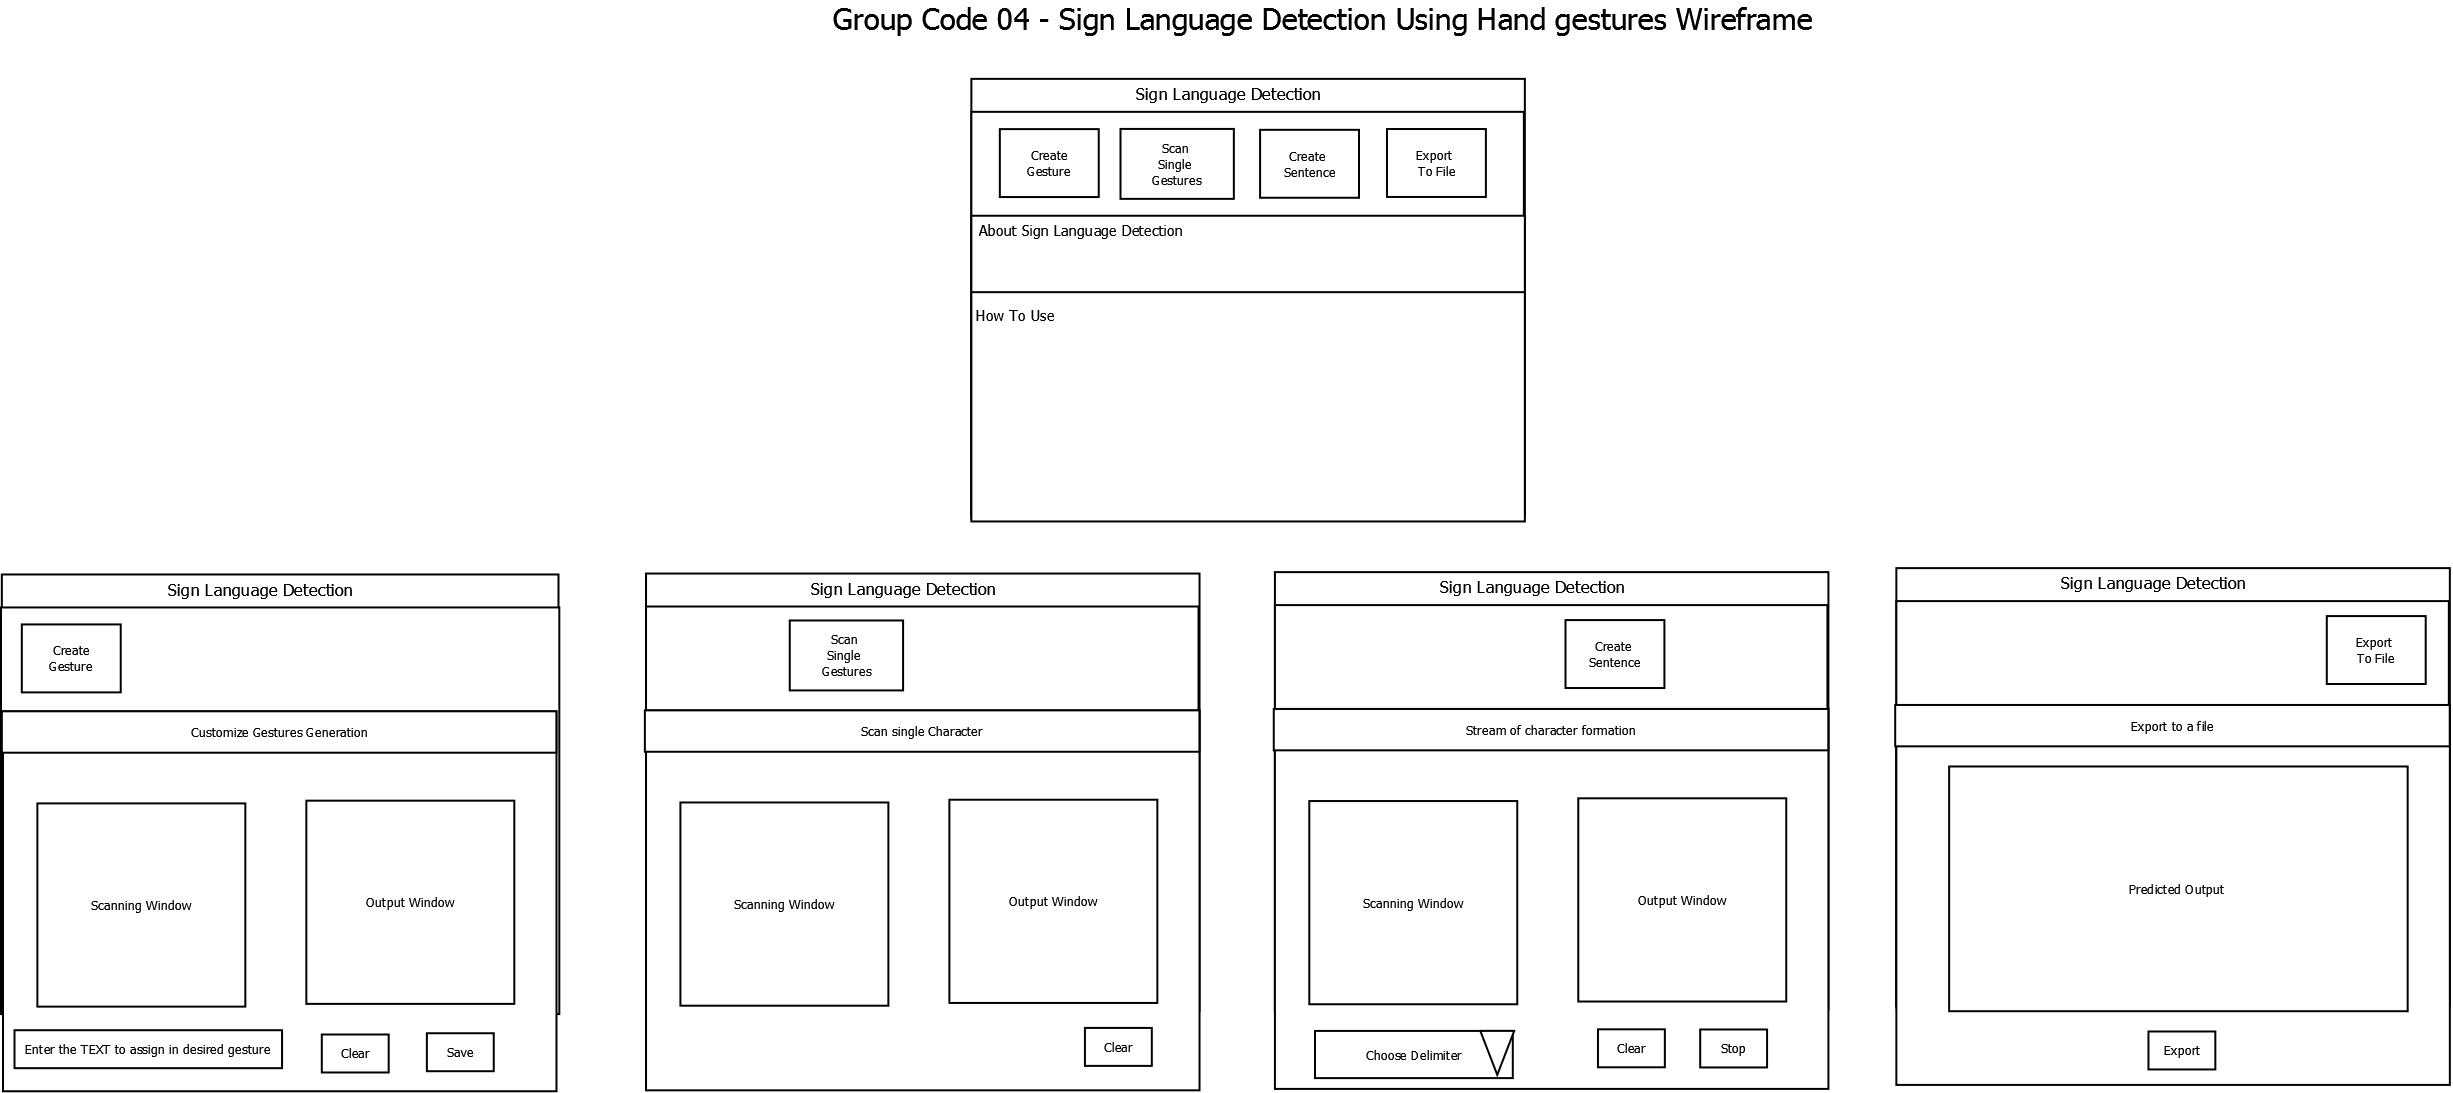 Group Code 04 - Sign Language Detection Using Hand gestures Wireframe
Sign Language Detection
Create
Gesture
Scan
Single
Gestures
Create
Sentence
Export
To File
About Sign Language Detection
How To Use
Sign Language Detection
Create
Gesture
Customize Gestures Generation
Scanning Window
Output Window
Enter the TEXT to assign in desired gesture
Clear
Save
Sign Language Detection
Scan
Single
Gestures
Scan single Character
Scanning Window
Output Window
Clear
Sign Language Detection
Create
Sentence
Stream of character formation
Scanning Window
Output Window
Choose Delimiter
Clear
Stop
Sign Language Detection
Export
To File
Export to a file
Predicted Output
Export